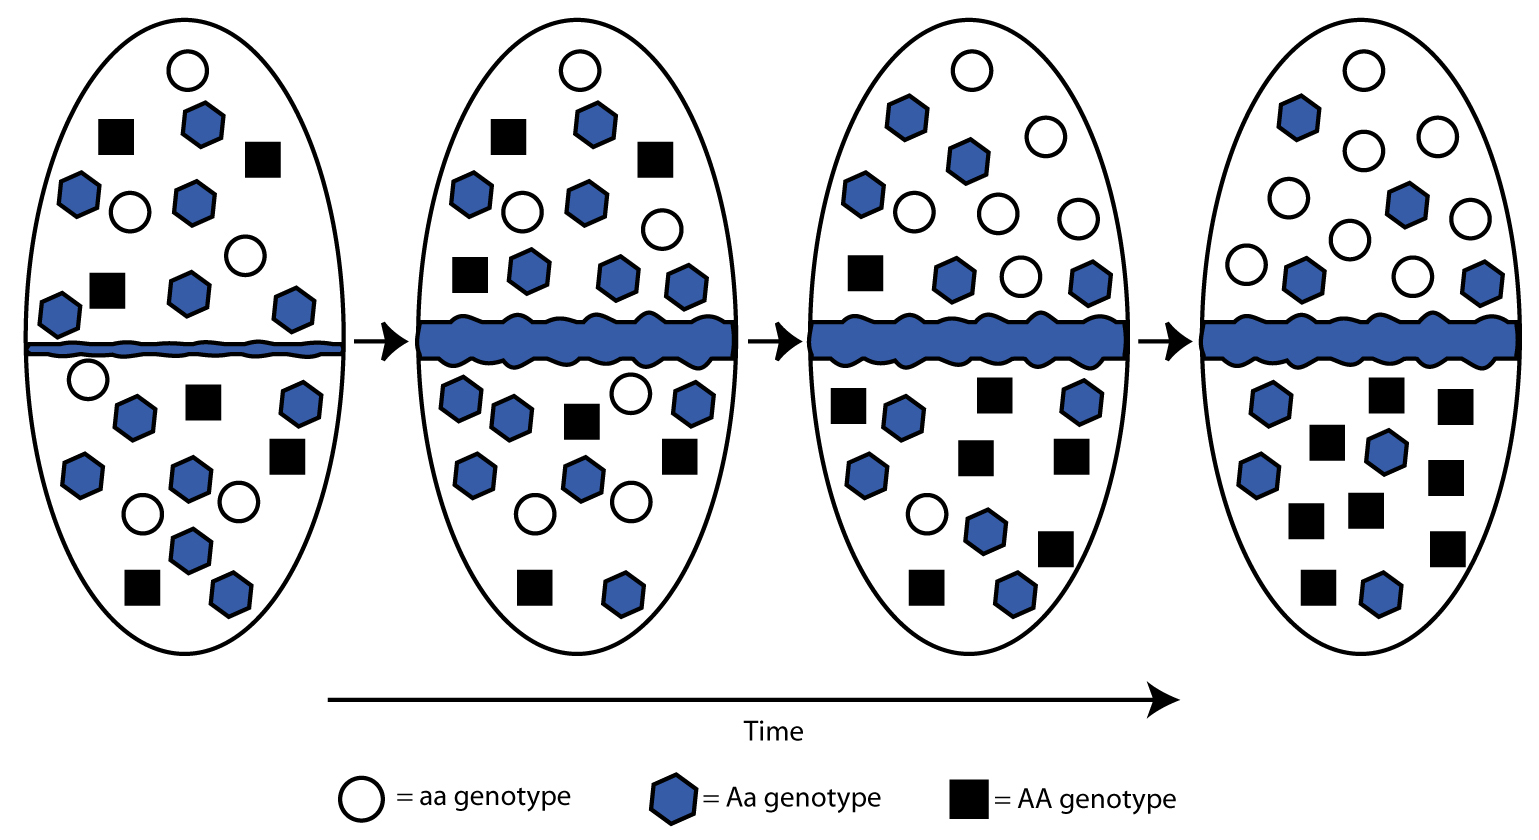 Time
= aa genotype
= Aa genotype
= AA genotype